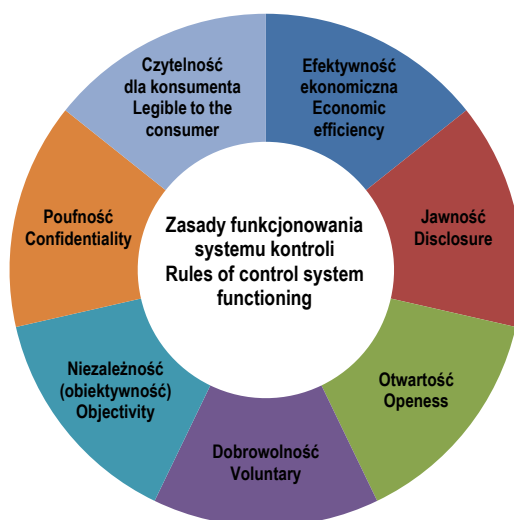 Czytelność
dla konsumenta
Legible to the
consumer
Efektywność
ekonomiczna
Economic
efficiency
Jawność
Disclosure
Otwartość
Openess
Dobrowolność
Voluntary
Niezależność
(obiektywność)
Objectivity
Poufność
Confidentiality
Zasady funkcjonowania
systemu kontroli
Rules of control system
functioning